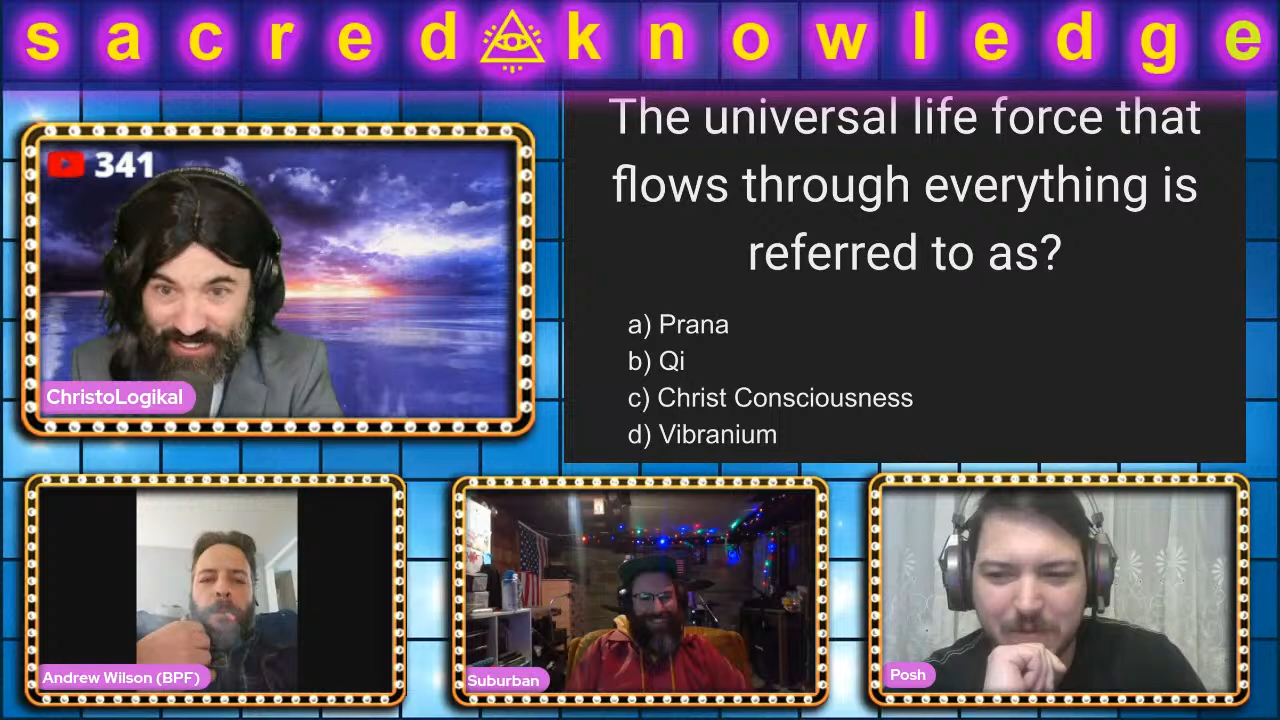 sacred knowledge
341
The universal life force that
flows through everything is
referred to as?
a) Prana
b) Qi
c) Christ Consciousness
d) Vibranium
ChristoLogikal
Andrew Wilson (BPF)
Suburban
Posh